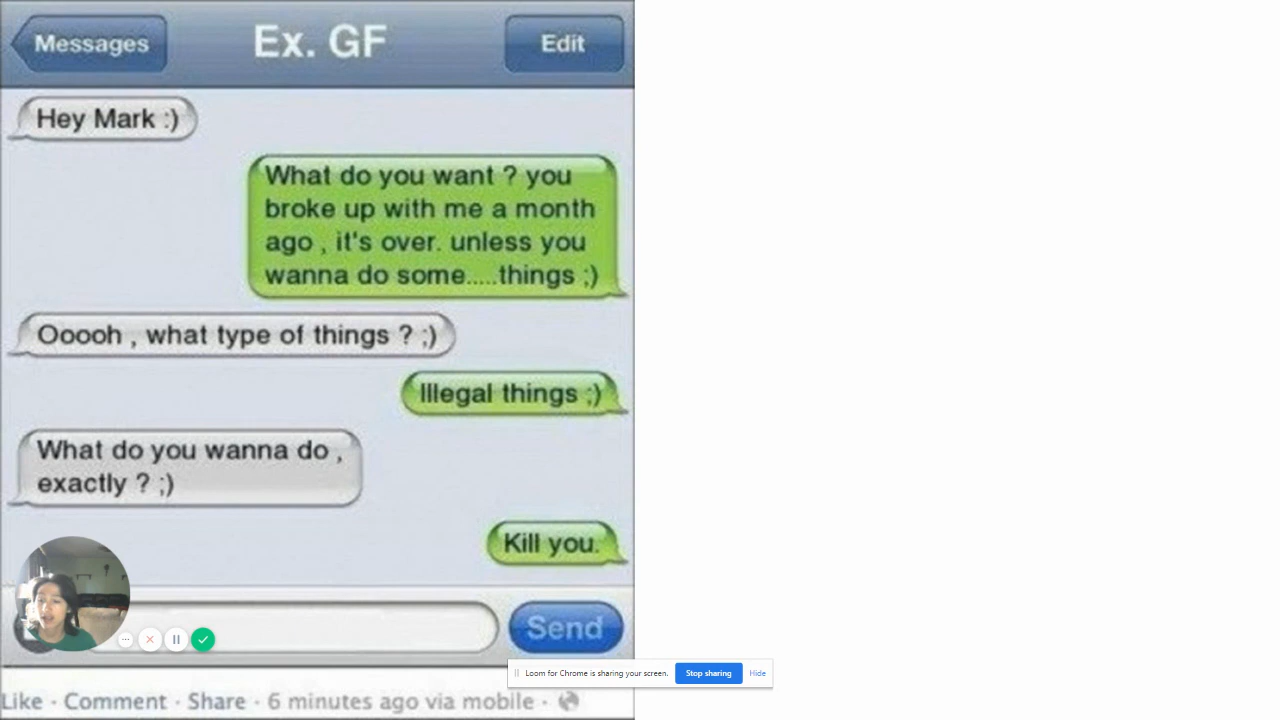 Messages
Ex. GF
Edit
Hey Mark :)
What do you want ? you
broke up with me a month
ago , it's over. unless you
wanna do some.....things ;)
Ooooh , what type of things ? ;)
Illegal things ;)
What do you wanna do ,
exactly ? ;)
Kill you.
Send
Loom for Chrome is sharing your screen.
Stop sharing
Hide
Like · Comment · Share · 6 minutes ago via mobile ·